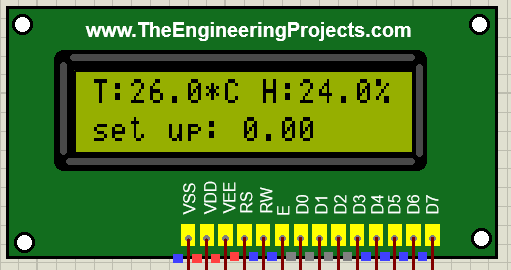 www.TheEngineeringProjects.com
T:26.0*C H:24.0%
set up: 0.00
VSS VDD VEE RS RW E D0 D1 D2 D3 D4 D5 D6 D7